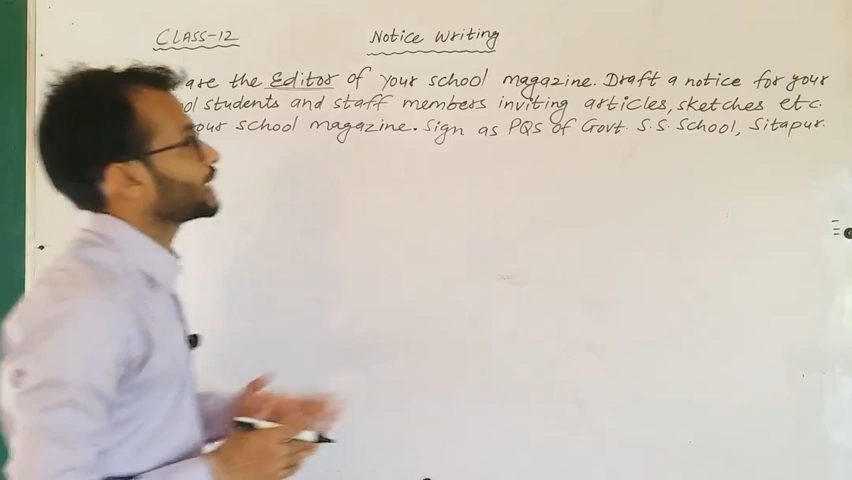 CLASS-12
Notice Writing
are the Editor of your school magazine. Draft a notice for your
students and staff members inviting articles, sketches etc.
your school magazine. Sign as PQS of Govt. S.S. School, Sitapur.